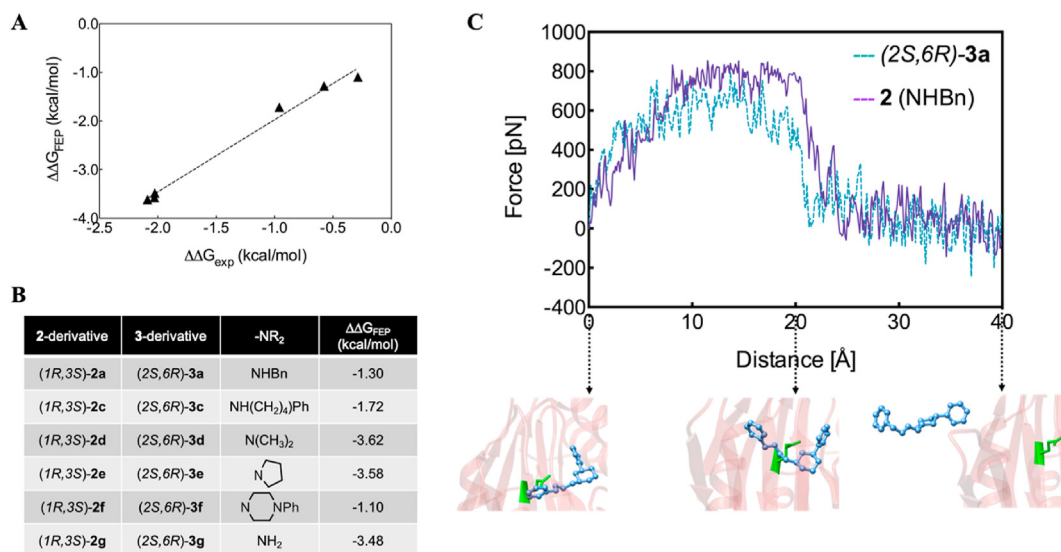 A
0.0
-1.0
-2.0
-3.0
-4.0
ΔΔG_FEP (kcal/mol)
-2.5 -2.0 -1.5 -1.0 -0.5 0.0
ΔΔG_exp (kcal/mol)
B
2-derivative 3-derivative -NR₂ ΔΔG_FEP (kcal/mol)
(1R,3S)-2a (2S,6R)-3a NHBn -1.30
(1R,3S)-2c (2S,6R)-3c NH(CH₂)₄Ph -1.72
(1R,3S)-2d (2S,6R)-3d N(CH₃)₂ -3.62
(1R,3S)-2e (2S,6R)-3e N -3.58
(1R,3S)-2f (2S,6R)-3f N NPh -1.10
(1R,3S)-2g (2S,6R)-3g NH₂ -3.48
C
1000
800
600
400
200
0
-200
-400
Force [pN]
(2S,6R)-3a
2 (NHBn)
0 10 20 30 40
Distance [Å]